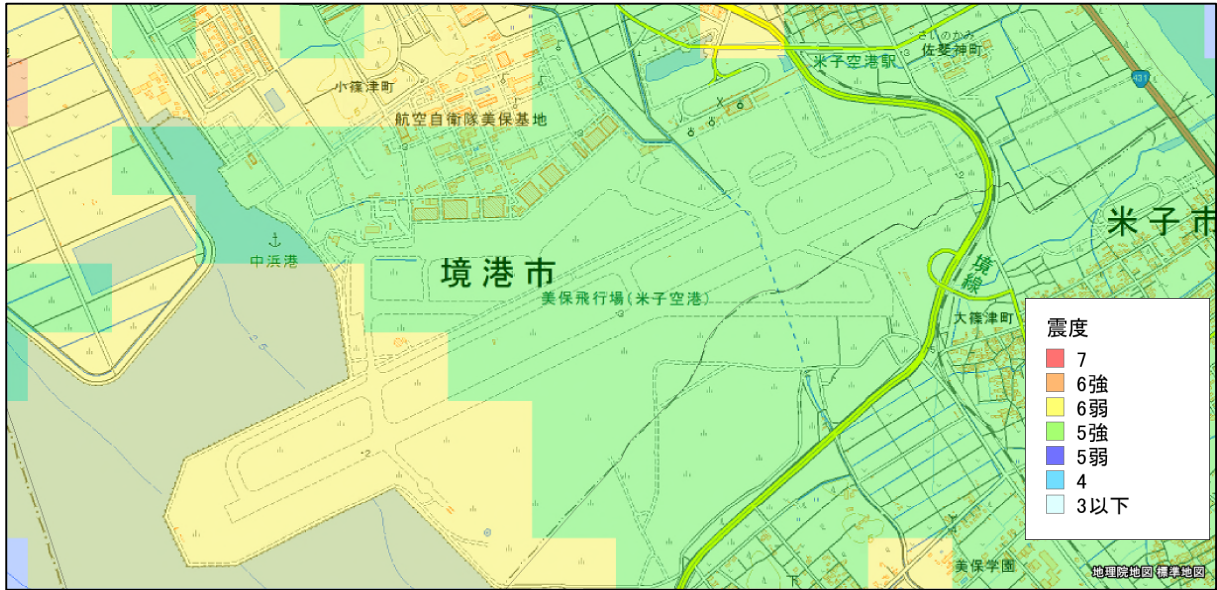 さいのかみ
佐斐神町
米子空港駅
431
小篠津町
航空自衛隊美保基地
米子市
中浜港
境港市
境線
美保飛行場(米子空港)
大篠津町
震度
7
6強
6弱
5強
5弱
4
3以下
美保学園
地理院地図 標準地図